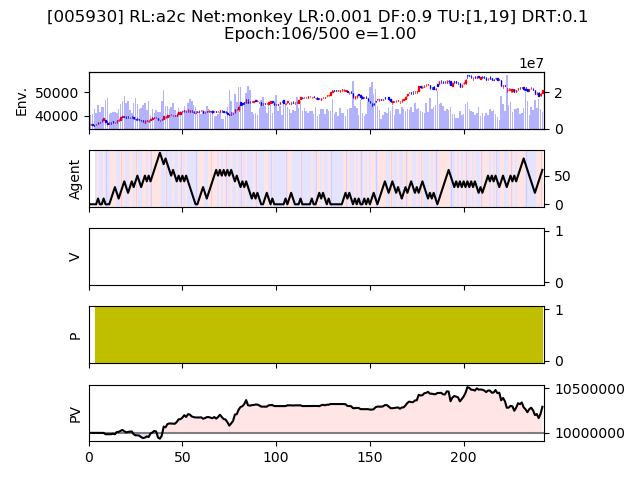 [005930] RL:a2c Net:monkey LR:0.001 DF:0.9 TU:[1,19] DRT:0.1
Epoch:106/500 e=1.00
1e7
Env.
50000
40000
2
0
Agent
50
0
V
1
0
P
1
0
PV
10500000
10000000
0 50 100 150 200